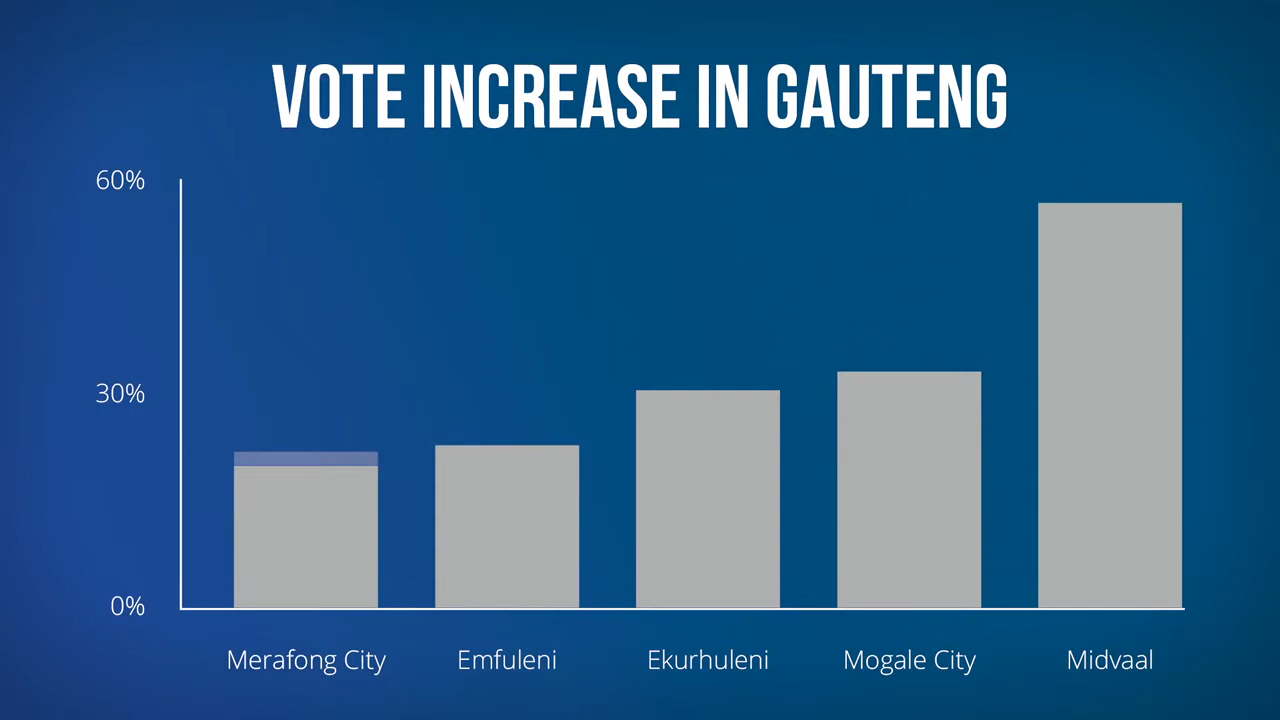 VOTE INCREASE IN GAUTENG
60%
30%
0%
Merafong City Emfuleni Ekurhuleni Mogale City Midvaal